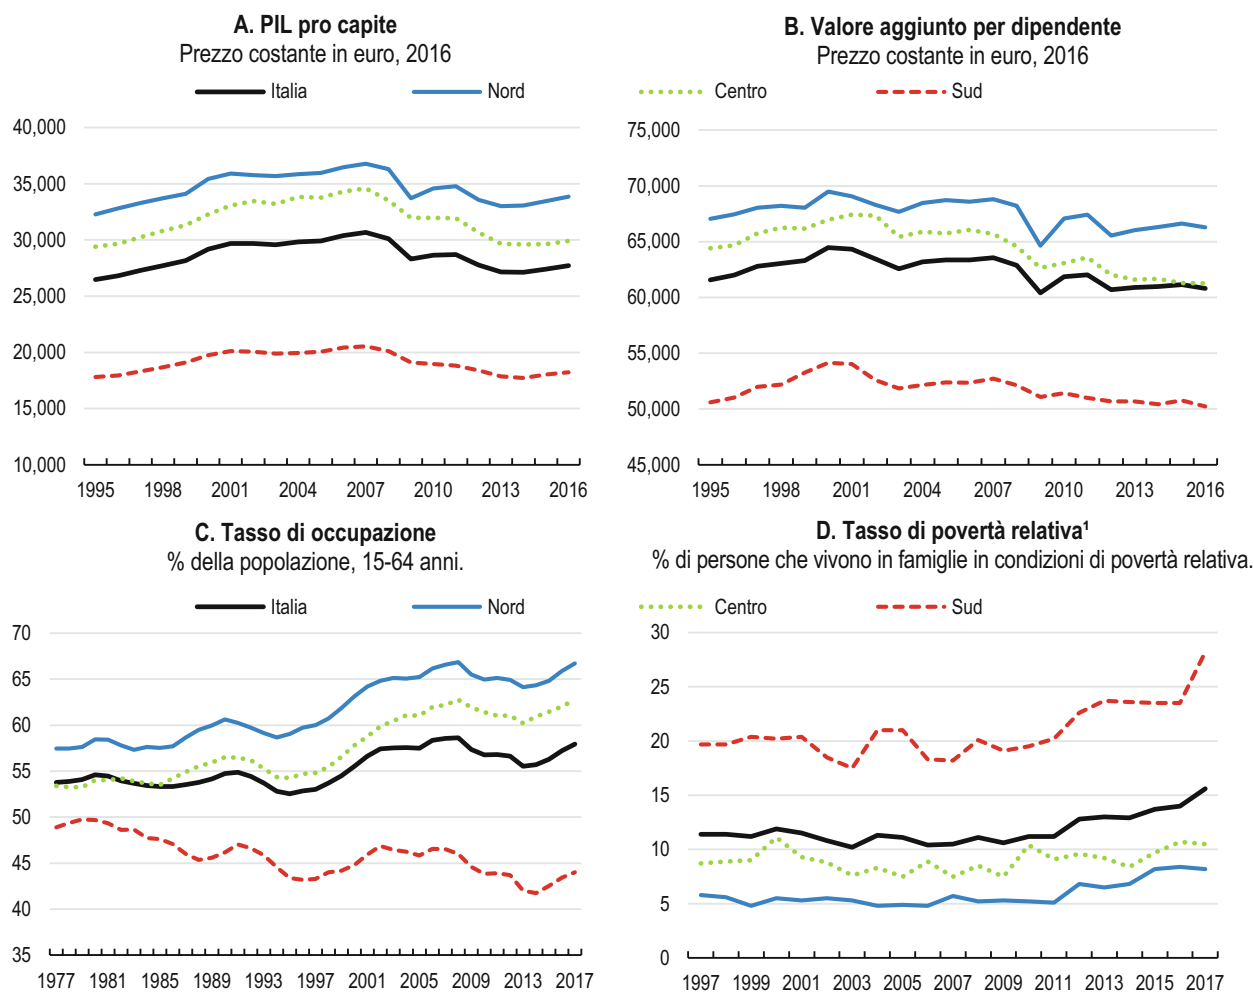 A. PIL pro capite
Prezzo costante in euro, 2016
B. Valore aggiunto per dipendente
Prezzo costante in euro, 2016
Italia
Nord
Centro
Sud
40,000
35,000
30,000
25,000
20,000
15,000
10,000
1995 1998 2001 2004 2007 2010 2013 2016
75,000
70,000
65,000
60,000
55,000
50,000
45,000
1995 1998 2001 2004 2007 2010 2013 2016
C. Tasso di occupazione
% della popolazione, 15-64 anni.
D. Tasso di povertà relativa¹
% di persone che vivono in famiglie in condizioni di povertà relativa.
Italia
Nord
Centro
Sud
70
65
60
55
50
45
40
35
1977 1981 1985 1989 1993 1997 2001 2005 2009 2013 2017
30
25
20
15
10
5
0
1997 1999 2001 2003 2005 2007 2009 2011 2013 2015 2017